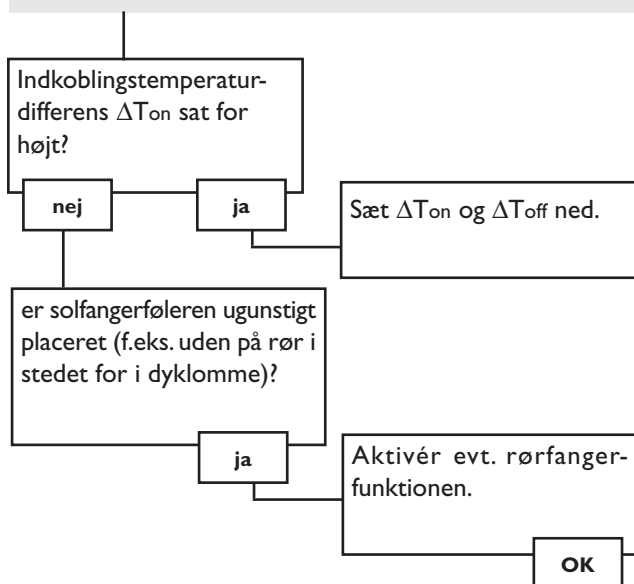 Indkoblingstemperatur-
differens ΔTon sat for
højt?
nej
ja
Sæt ΔTon og ΔToff ned.
er solfangerføleren ugunstigt
placeret (f.eks. uden på rør i
stedet for i dyklomme)?
ja
Aktivér evt. rørfanger-
funktionen.
OK